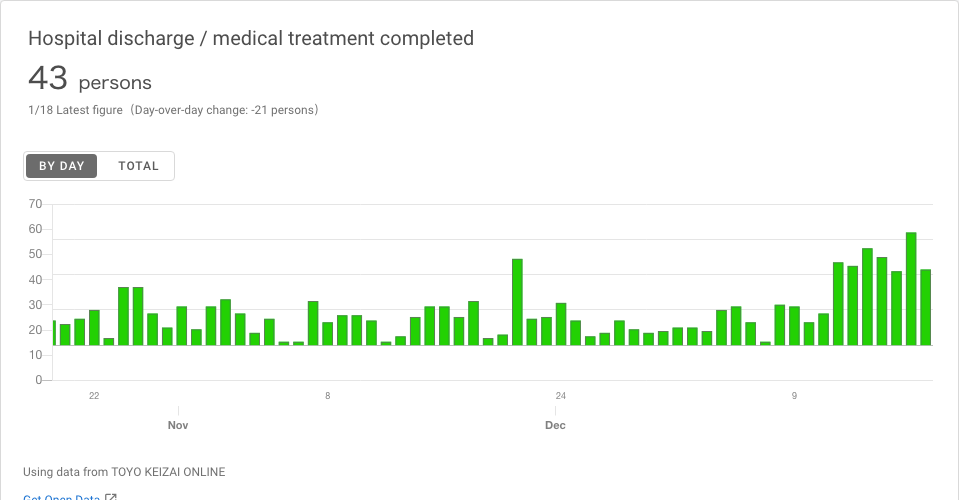 Hospital discharge / medical treatment completed
43 persons
1/18 Latest figure（Day-over-day change: -21 persons）
BY DAY TOTAL
70
60
50
40
30
20
10
0
22 8 24 9
Nov Dec
Using data from TOYO KEIZAI ONLINE
Get Open Data